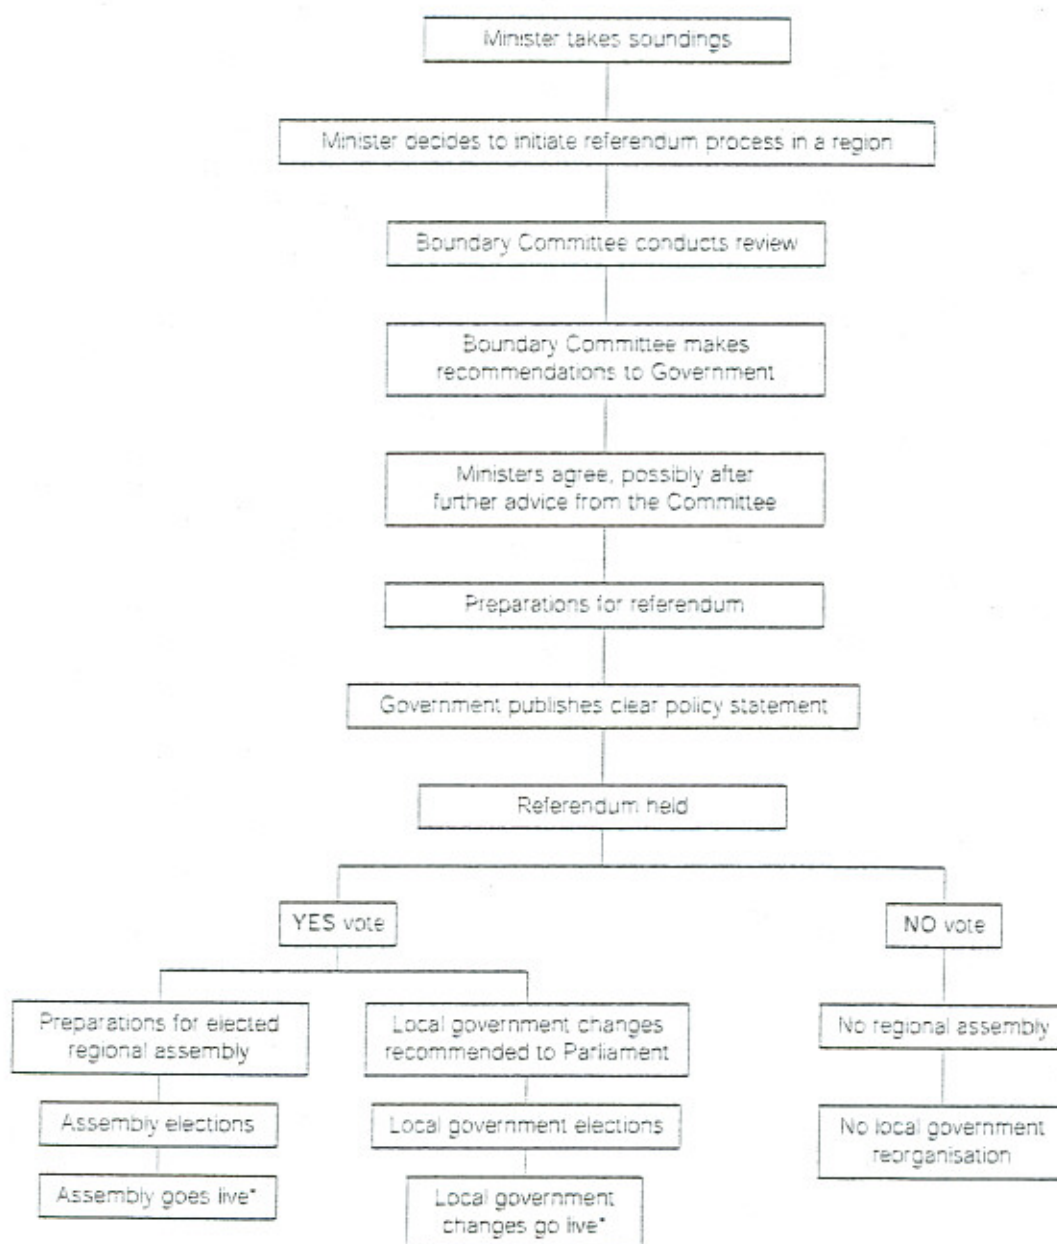 Minister takes soundings
Minister decides to initiate referendum process in a region
Boundary Committee conducts review
Boundary Committee makes
recommendations to Government
Ministers agree, possibly after
further advice from the Committee
Preparations for referendum
Government publishes clear policy statement
Referendum held
YES vote
NO vote
Preparations for elected
regional assembly
Local government changes
recommended to Parliament
No regional assembly
Assembly elections
Local government elections
No local government
reorganisation
Assembly goes live*
Local government
changes go live*